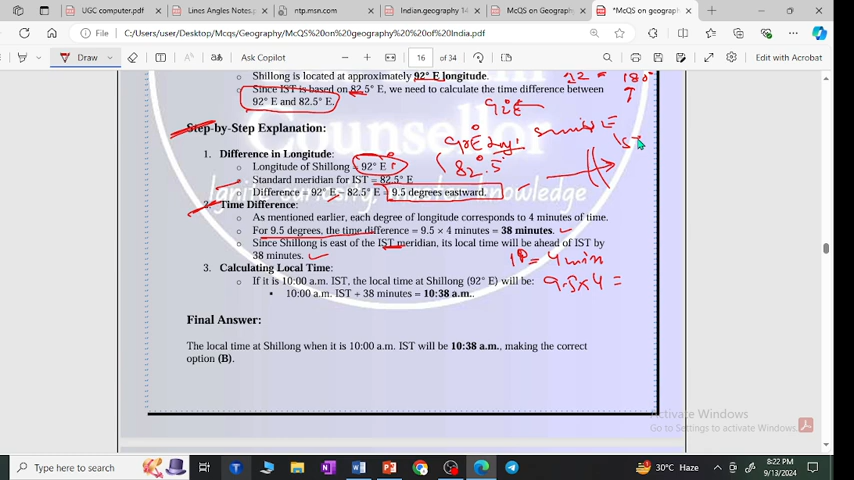 UGC computer.pdf
Lines Angles Notes.p
ntp.msn.com
Indian.geography 14
McQS on Geography
*McQS on geograph
File C:/Users/user/Desktop/Mcqs/Geography/McQS%20on%20geography%20%20of%20India.pdf
Draw Ask Copilot 16 of 34 Edit with Acrobat
Shillong is located at approximately 92° E longitude.
Since IST is based on 82.5° E, we need to calculate the time difference between
92° E and 82.5° E.
Counsellor
Step-by-Step Explanation:
1. Difference in Longitude:
Longitude of Shillong = 92° E
Standard meridian for IST = 82.5° E
Difference = 92° E - 82.5° E = 9.5 degrees eastward.
2. Time Difference:
As mentioned earlier, each degree of longitude corresponds to 4 minutes of time.
For 9.5 degrees, the time difference = 9.5 × 4 minutes = 38 minutes.
Since Shillong is east of the IST meridian, its local time will be ahead of IST by
38 minutes.
1° = 4 mins
3. Calculating Local Time:
If it is 10:00 a.m. IST, the local time at Shillong (92° E) will be:
9.5×4 =
10:00 a.m. IST + 38 minutes = 10:38 a.m..
Final Answer:
The local time at Shillong when it is 10:00 a.m. IST will be 10:38 a.m., making the correct
option (B).
82°.5
180°
92°E
Activate Windows
Go to Settings to activate Windows.
Type here to search
30°C Haze
8:22 PM
9/13/2024